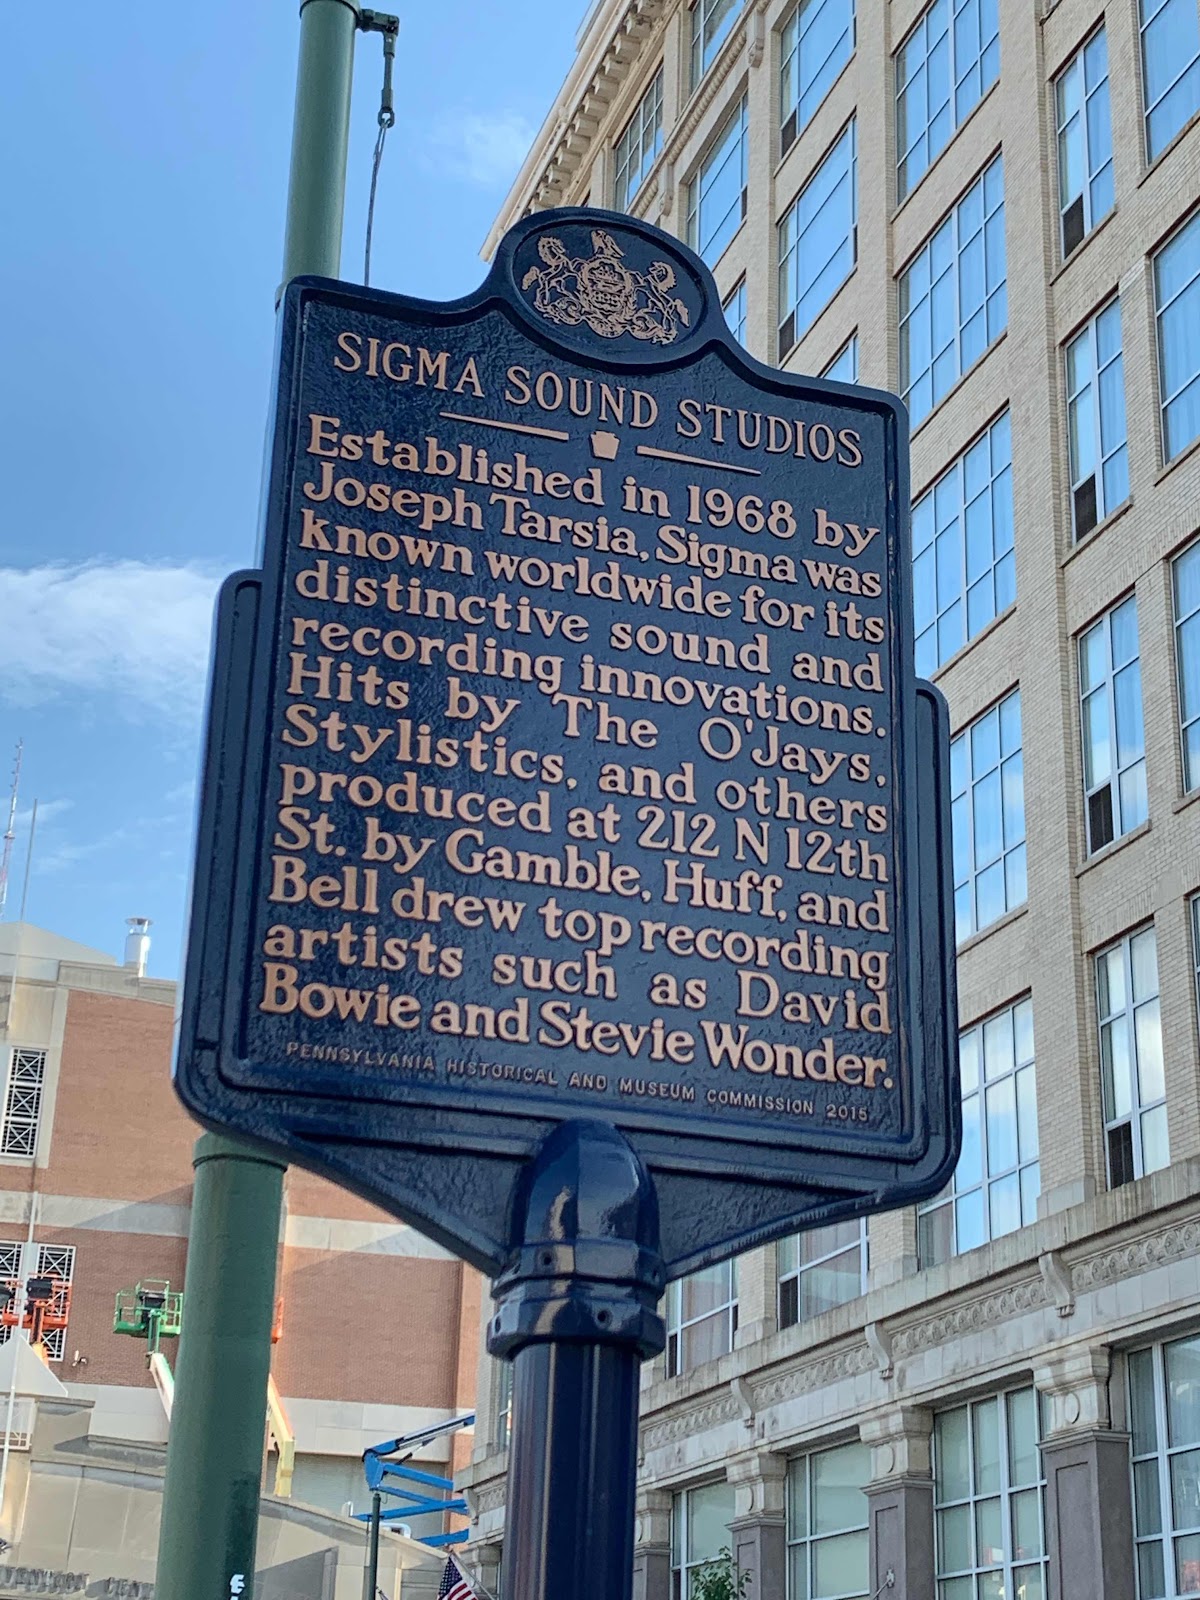 SIGMA SOUND STUDIOS
Established in 1968 by
Joseph Tarsia, Sigma was
known worldwide for its
distinctive sound and
recording innovations.
Hits by The O'Jays,
Stylistics, and others
produced at 212 N 12th
St. by Gamble, Huff, and
Bell drew top recording
artists such as David
Bowie and Stevie Wonder.
PENNSYLVANIA HISTORICAL AND MUSEUM COMMISSION 2015